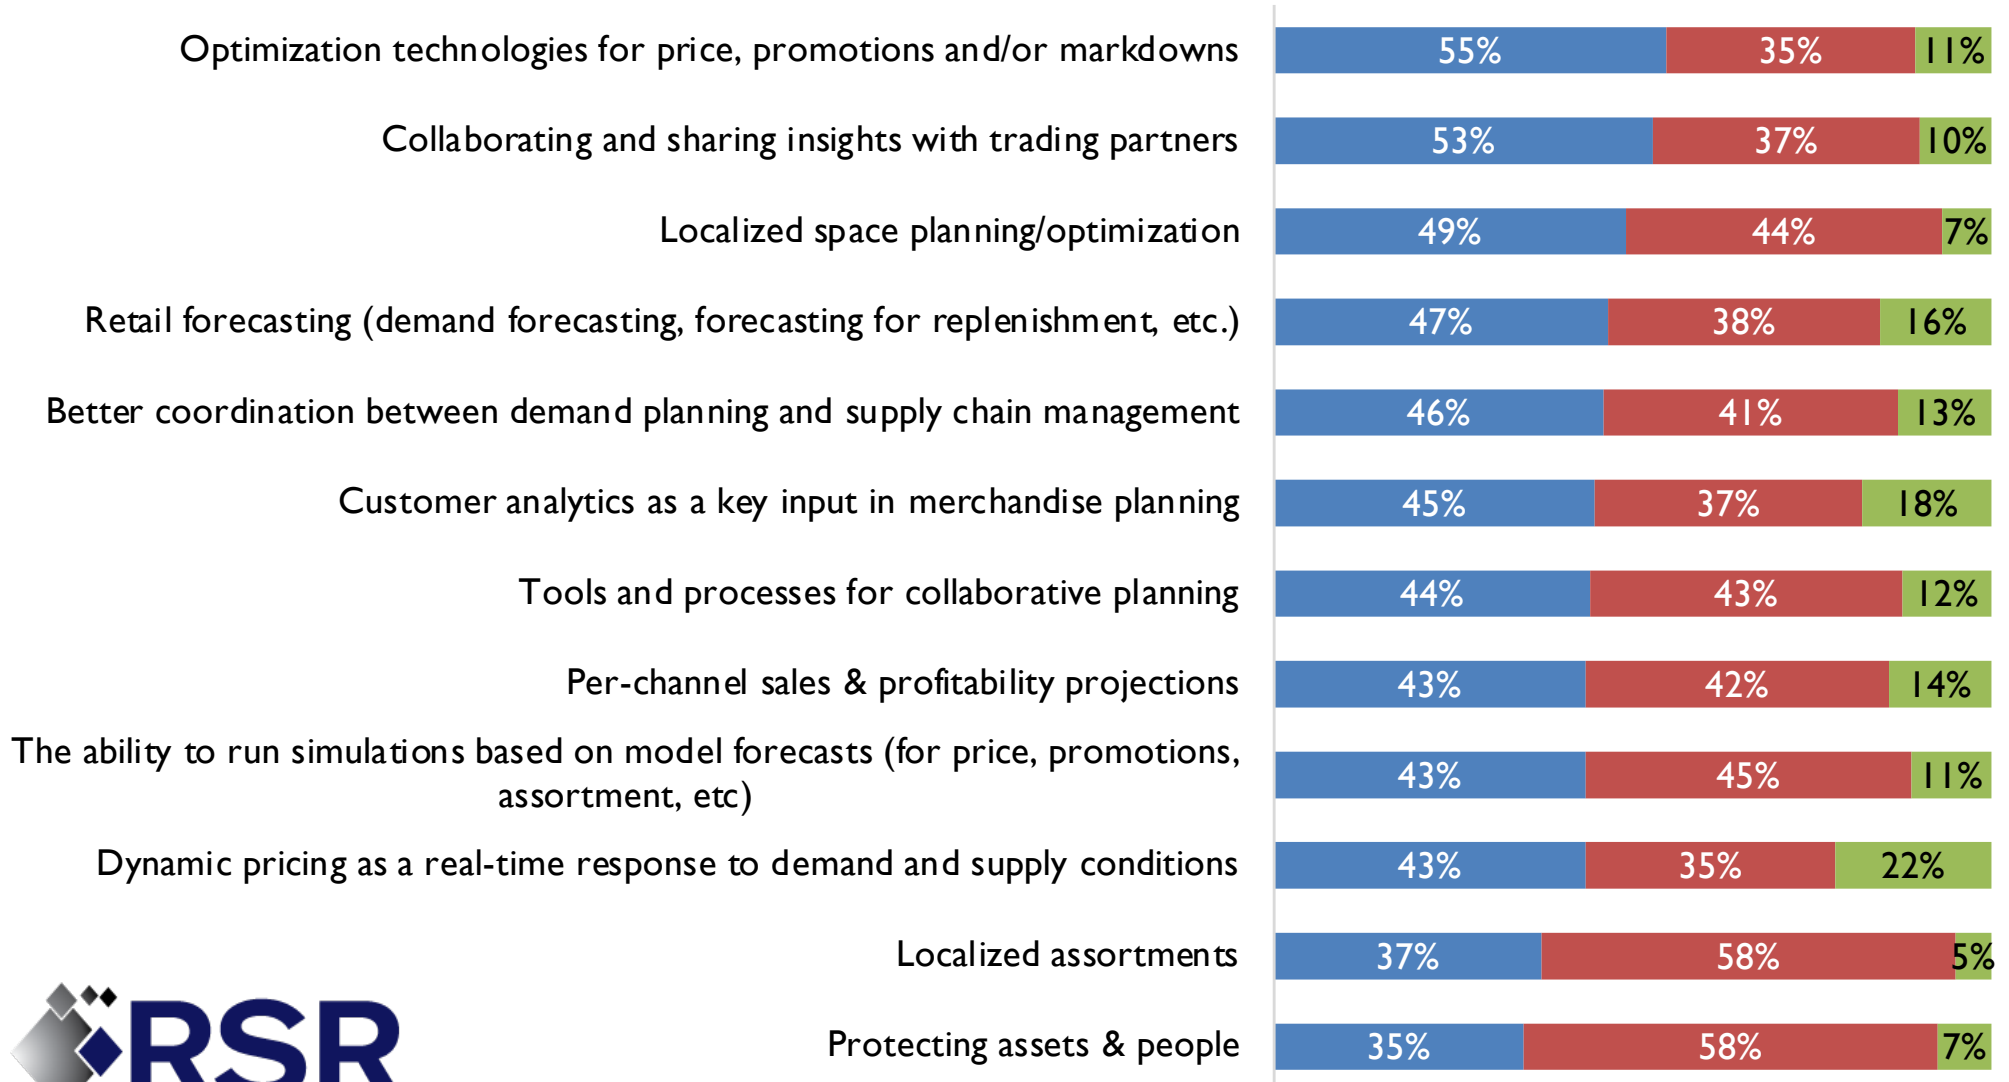 Optimization technologies for price, promotions and/or markdowns 55% 35% 11%
Collaborating and sharing insights with trading partners 53% 37% 10%
Localized space planning/optimization 49% 44% 7%
Retail forecasting (demand forecasting, forecasting for replenishment, etc.) 47% 38% 16%
Better coordination between demand planning and supply chain management 46% 41% 13%
Customer analytics as a key input in merchandise planning 45% 37% 18%
Tools and processes for collaborative planning 44% 43% 12%
Per-channel sales & profitability projections 43% 42% 14%
The ability to run simulations based on model forecasts (for price, promotions,
assortment, etc) 43% 45% 11%
Dynamic pricing as a real-time response to demand and supply conditions 43% 35% 22%
Localized assortments 37% 58% 5%
Protecting assets & people 35% 58% 7%
RSR